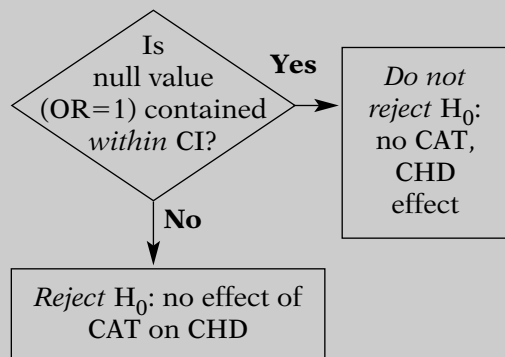 Is
null value
(OR=1) contained
within CI?
Yes
Do not
reject H₀:
no CAT,
CHD
effect
No
Reject H₀: no effect of
CAT on CHD